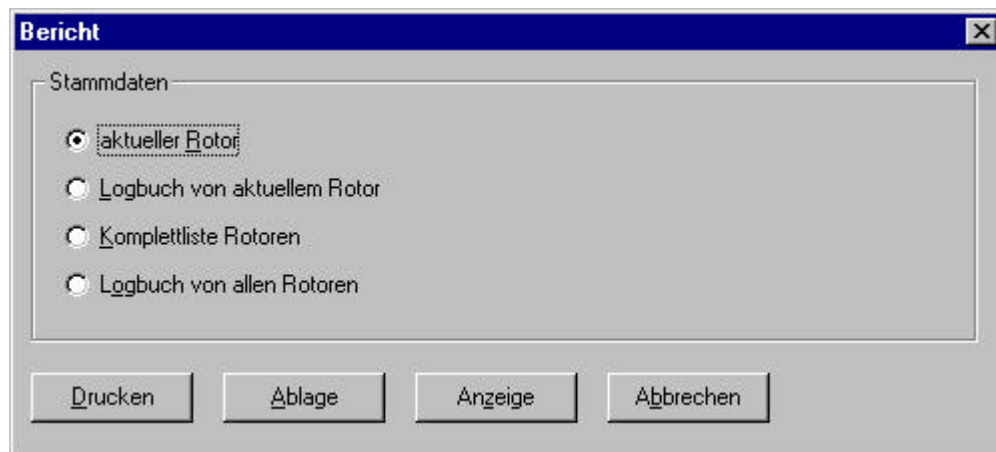 Bericht
Stammdaten
aktueller Rotor
Logbuch von aktuellem Rotor
Komplettliste Rotoren
Logbuch von allen Rotoren
Drucken Ablage Anzeige Abbrechen